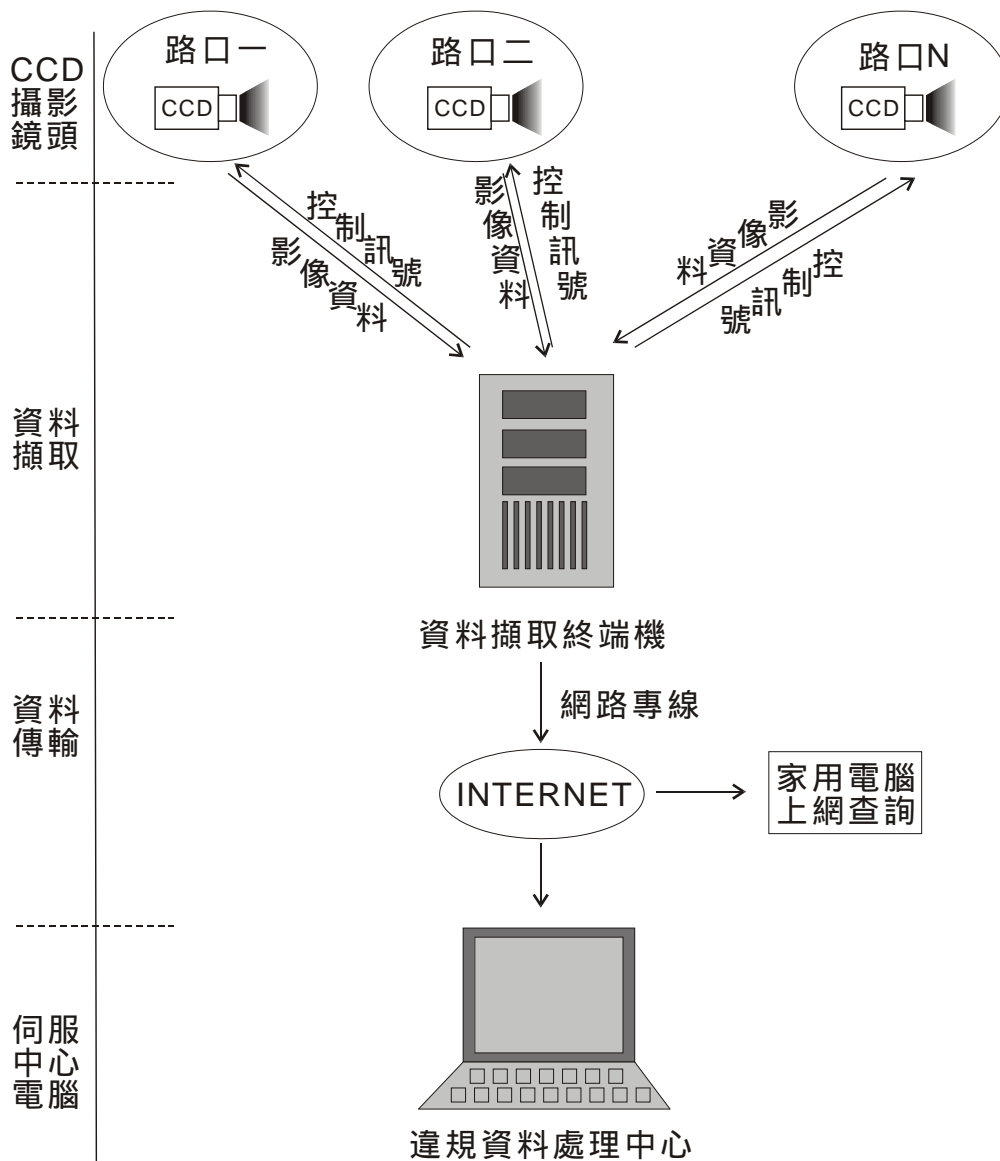 CCD
攝影
鏡頭
路口一
CCD
路口二
CCD
路口N
CCD
控制訊號
影像資料
影像資料
控制訊號
影像資料
控制訊號
資料
擷取
資料擷取終端機
資料
傳輸
網路專線
INTERNET
家用電腦
上網查詢
伺服
中心
電腦
違規資料處理中心